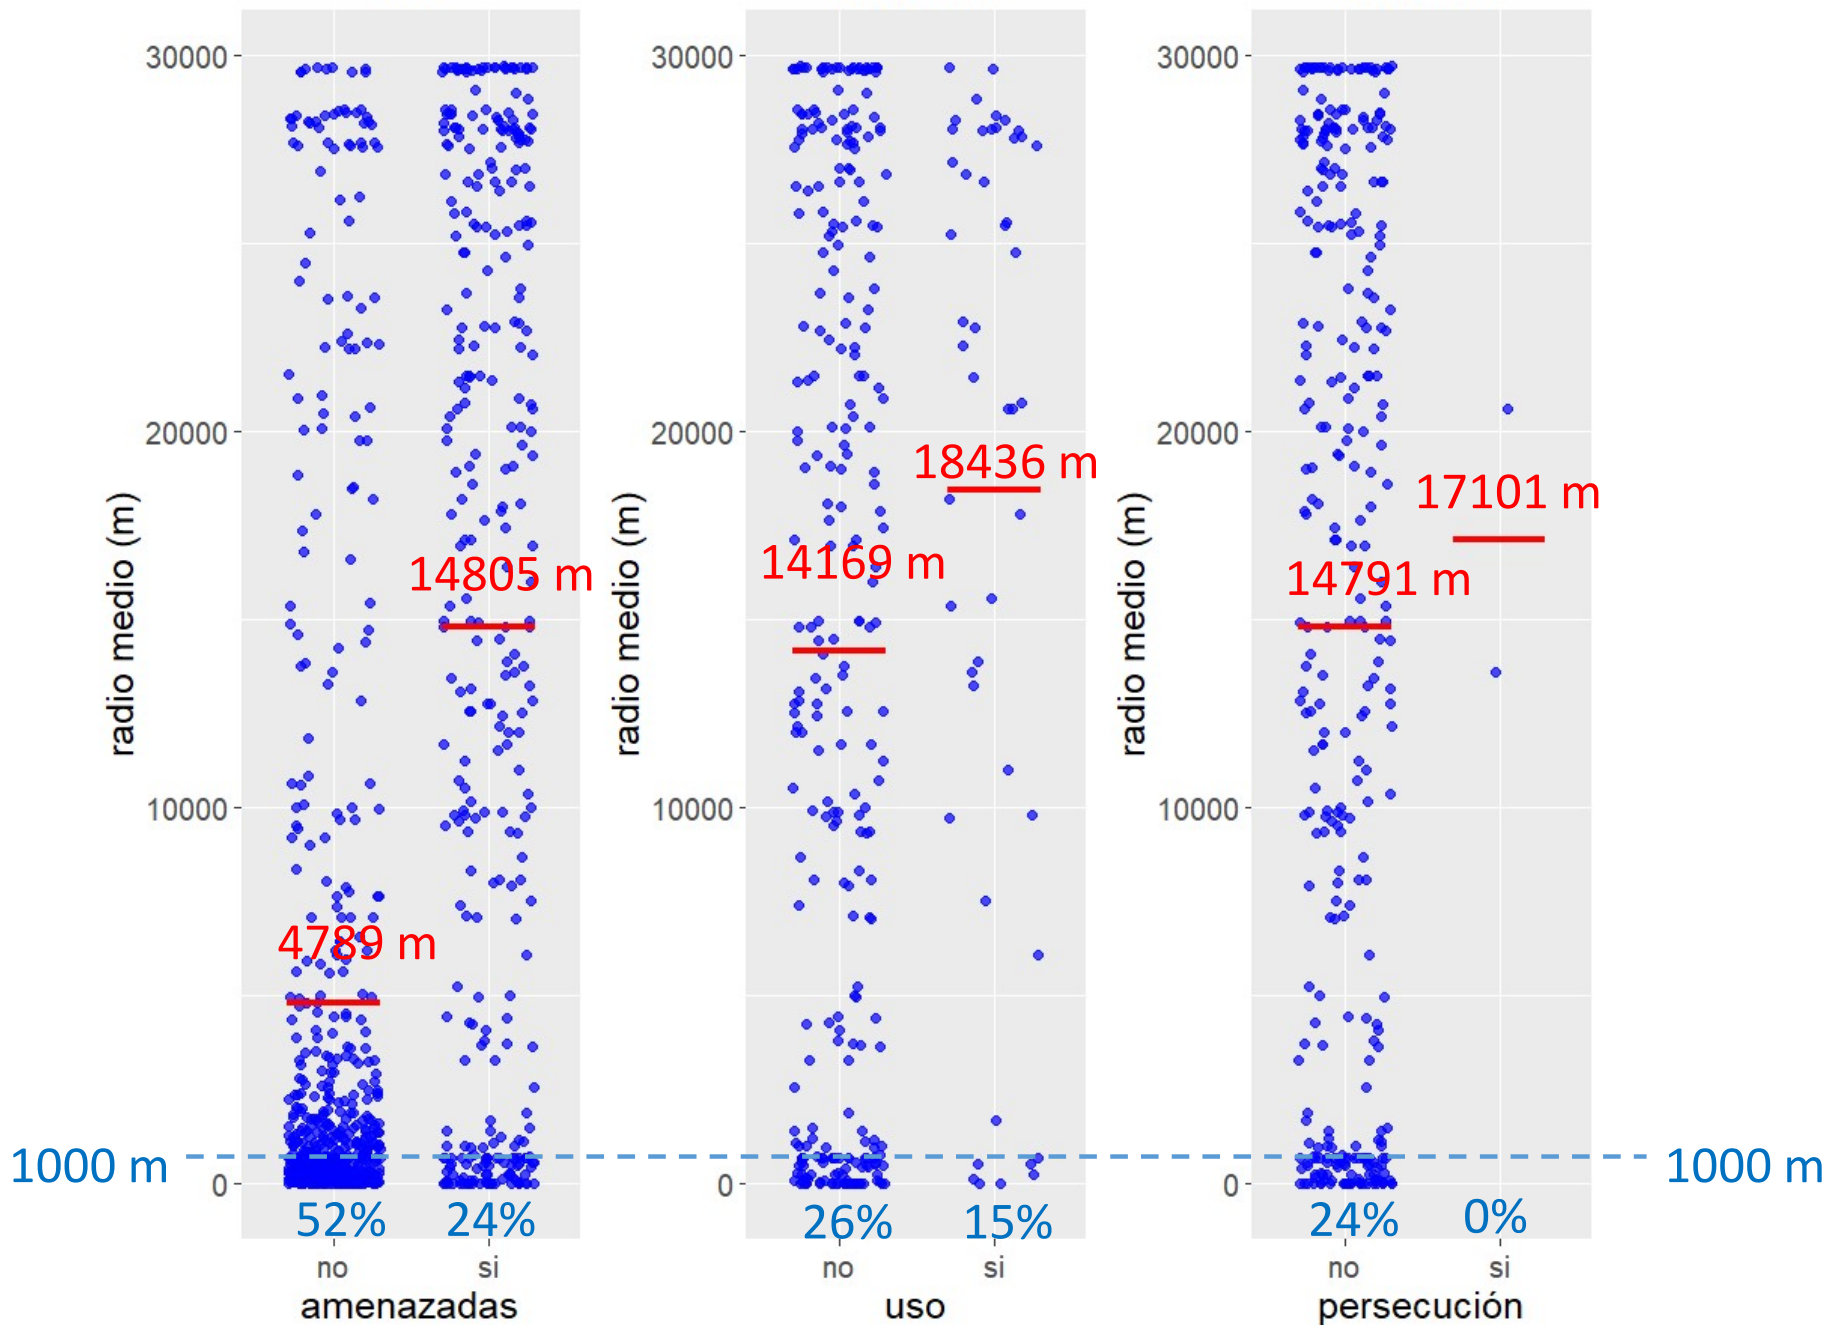 radio medio (m)
30000
20000
10000
0
4789 m
14805 m
52%
24%
no
si
amenazadas
radio medio (m)
30000
20000
10000
0
14169 m
18436 m
26%
15%
no
si
uso
radio medio (m)
30000
20000
10000
0
14791 m
17101 m
24%
0%
no
si
persecución
1000 m
1000 m